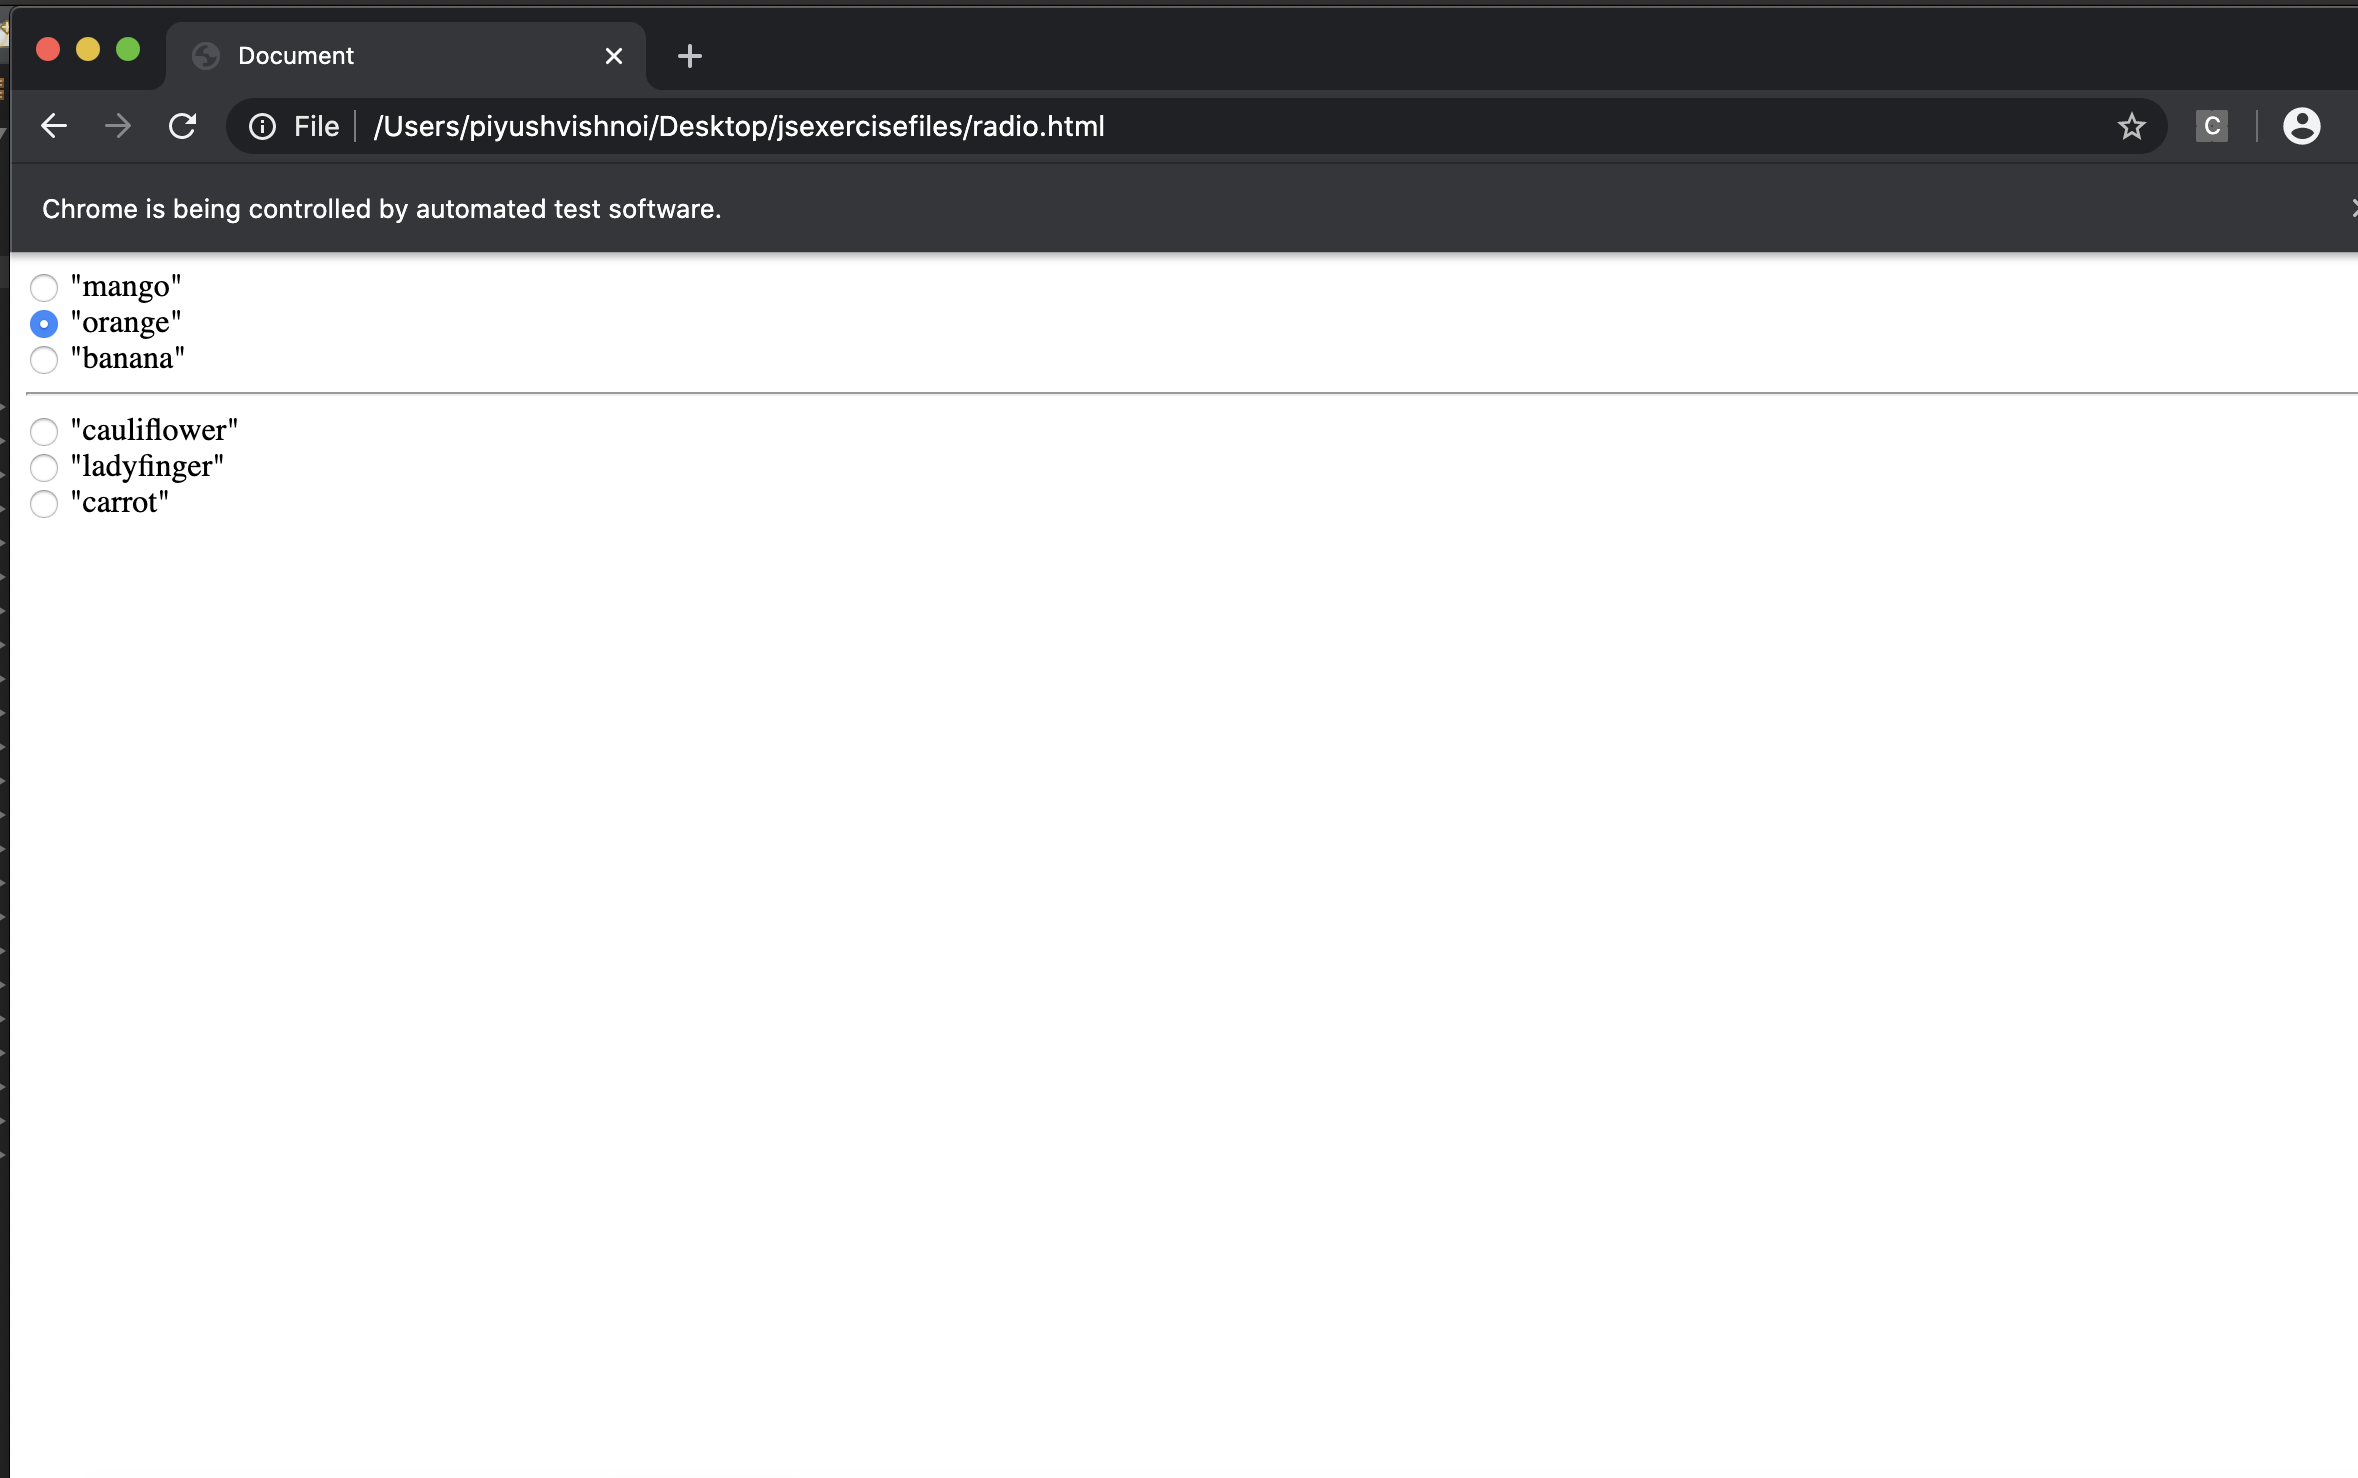 Document
File /Users/piyushvishnoi/Desktop/jsexercisefiles/radio.html
C
Chrome is being controlled by automated test software.
"mango"
"orange"
"banana"
"cauliflower"
"ladyfinger"
"carrot"